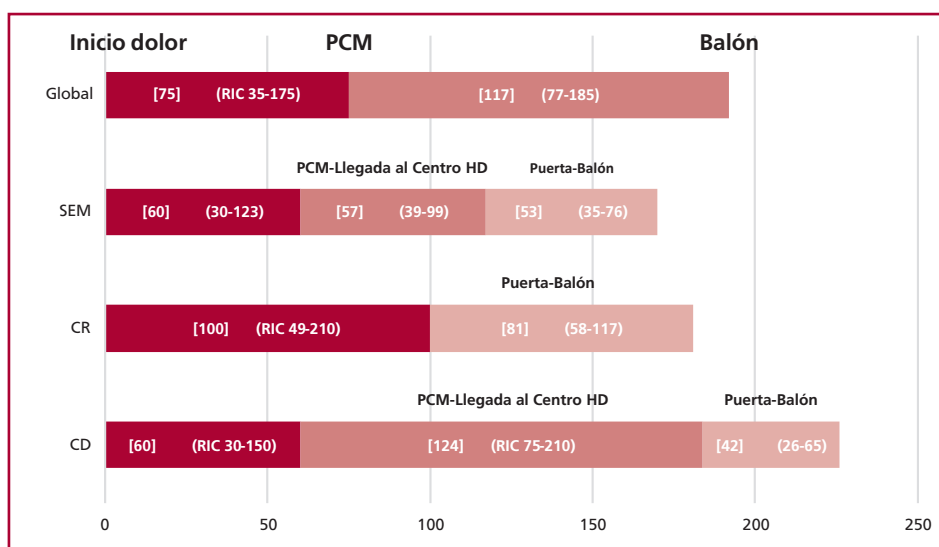 Inicio dolor PCM Balón
Global [75] (RIC 35-175) [117] (77-185)
PCM-Llegada al Centro HD Puerta-Balón
SEM [60] (30-123) [57] (39-99) [53] (35-76)
Puerta-Balón
CR [100] (RIC 49-210) [81] (58-117)
PCM-Llegada al Centro HD Puerta-Balón
CD [60] (RIC 30-150) [124] (RIC 75-210) [42] (26-65)
0 50 100 150 200 250